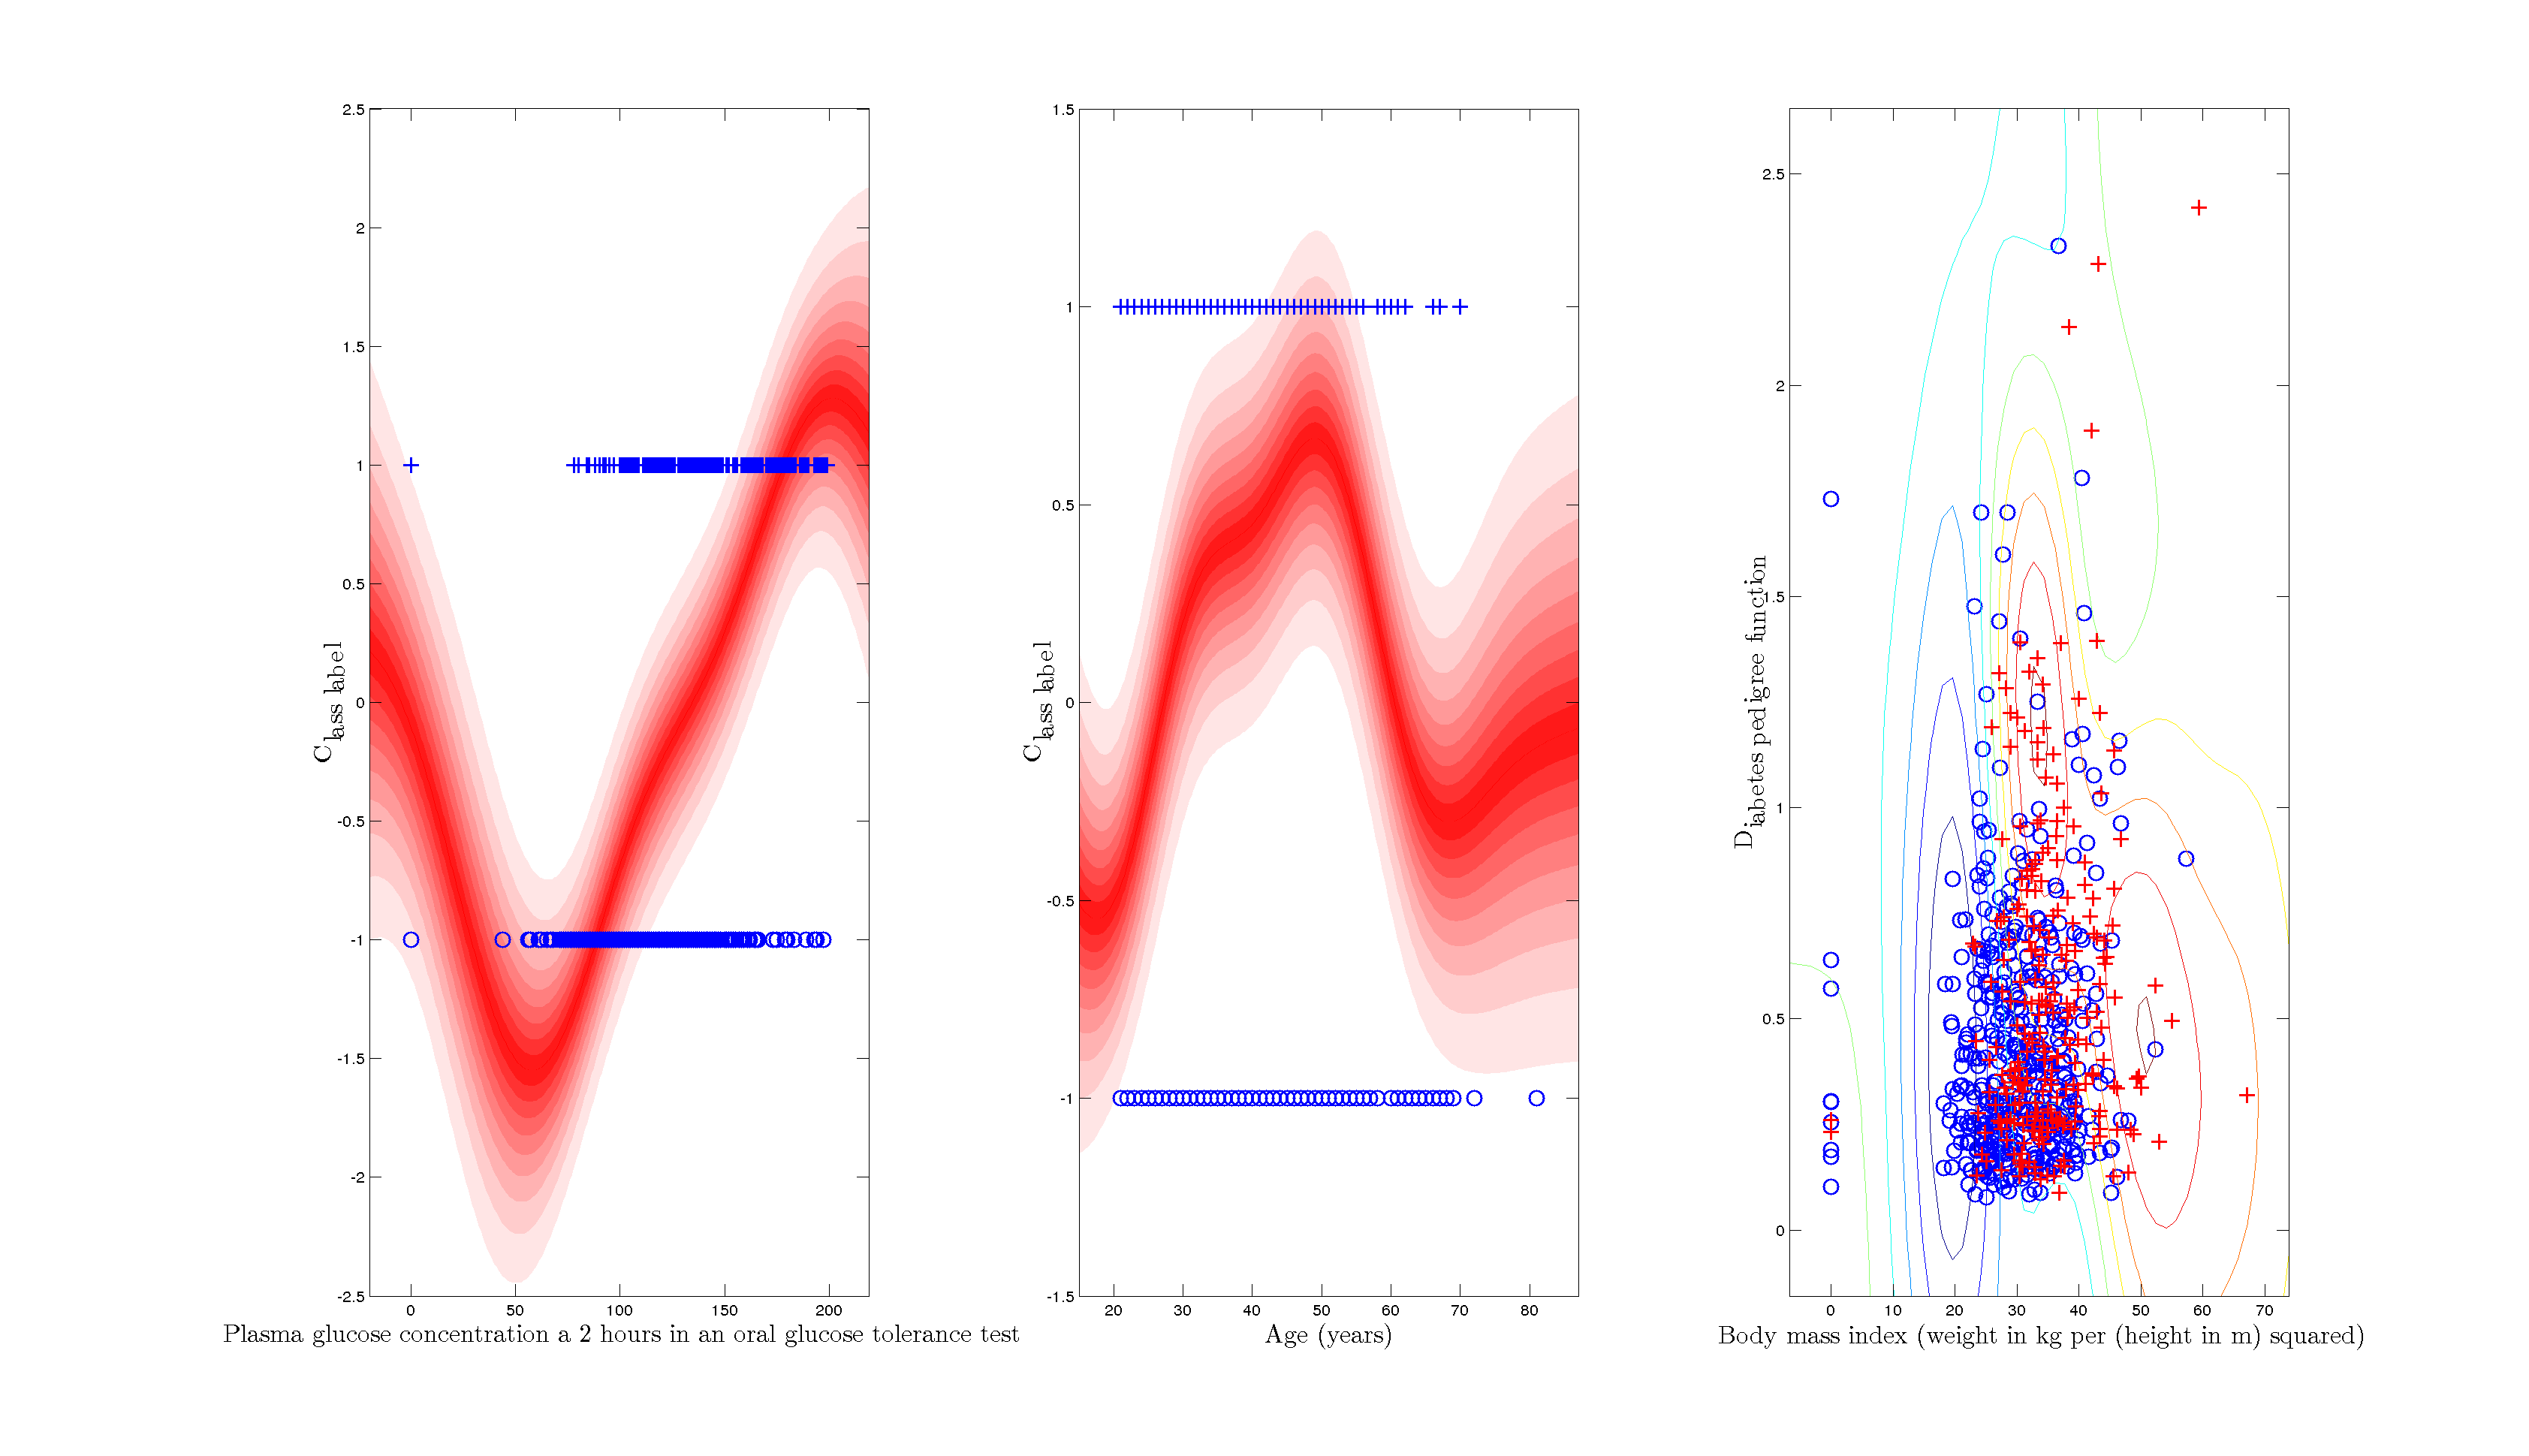 2.5
2
1.5
1
0.5
0
-0.5
-1
-1.5
-2
-2.5
0 50 100 150 200
Class label
Plasma glucose concentration a 2 hours in an oral glucose tolerance test
1.5
1
0.5
0
-0.5
-1
-1.5
20 30 40 50 60 70 80
Class label
Age (years)
2.5
2
1.5
1
0.5
0
0 10 20 30 40 50 60 70
Diabetes pedigree function
Body mass index (weight in kg per (height in m) squared)